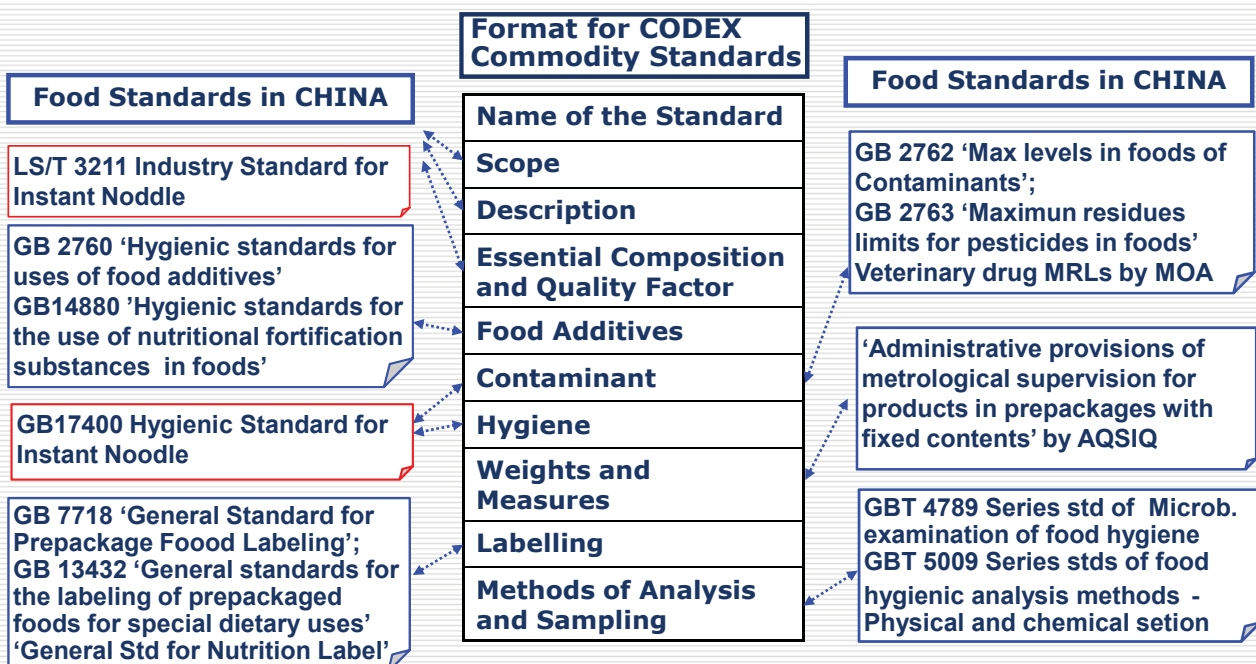 Format for CODEX
Commodity Standards
Food Standards in CHINA
LS/T 3211 Industry Standard for
Instant Noddle
GB 2760 ‘Hygienic standards for
uses of food additives’
GB14880 ’Hygienic standards for
the use of nutritional fortification
substances in foods’
GB17400 Hygienic Standard for
Instant Noodle
GB 7718 ‘General Standard for
Prepackage Foood Labeling’;
GB 13432 ‘General standards for
the labeling of prepackaged
foods for special dietary uses’
‘General Std for Nutrition Label’
Name of the Standard
Scope
Description
Essential Composition
and Quality Factor
Food Additives
Contaminant
Hygiene
Weights and
Measures
Labelling
Methods of Analysis
and Sampling
Food Standards in CHINA
GB 2762 ‘Max levels in foods of
Contaminants’;
GB 2763 ‘Maximun residues
limits for pesticides in foods’
Veterinary drug MRLs by MOA
‘Administrative provisions of
metrological supervision for
products in prepackages with
fixed contents’ by AQSIQ
GBT 4789 Series std of Microb.
examination of food hygiene
GBT 5009 Series stds of food
hygienic analysis methods -
Physical and chemical setion